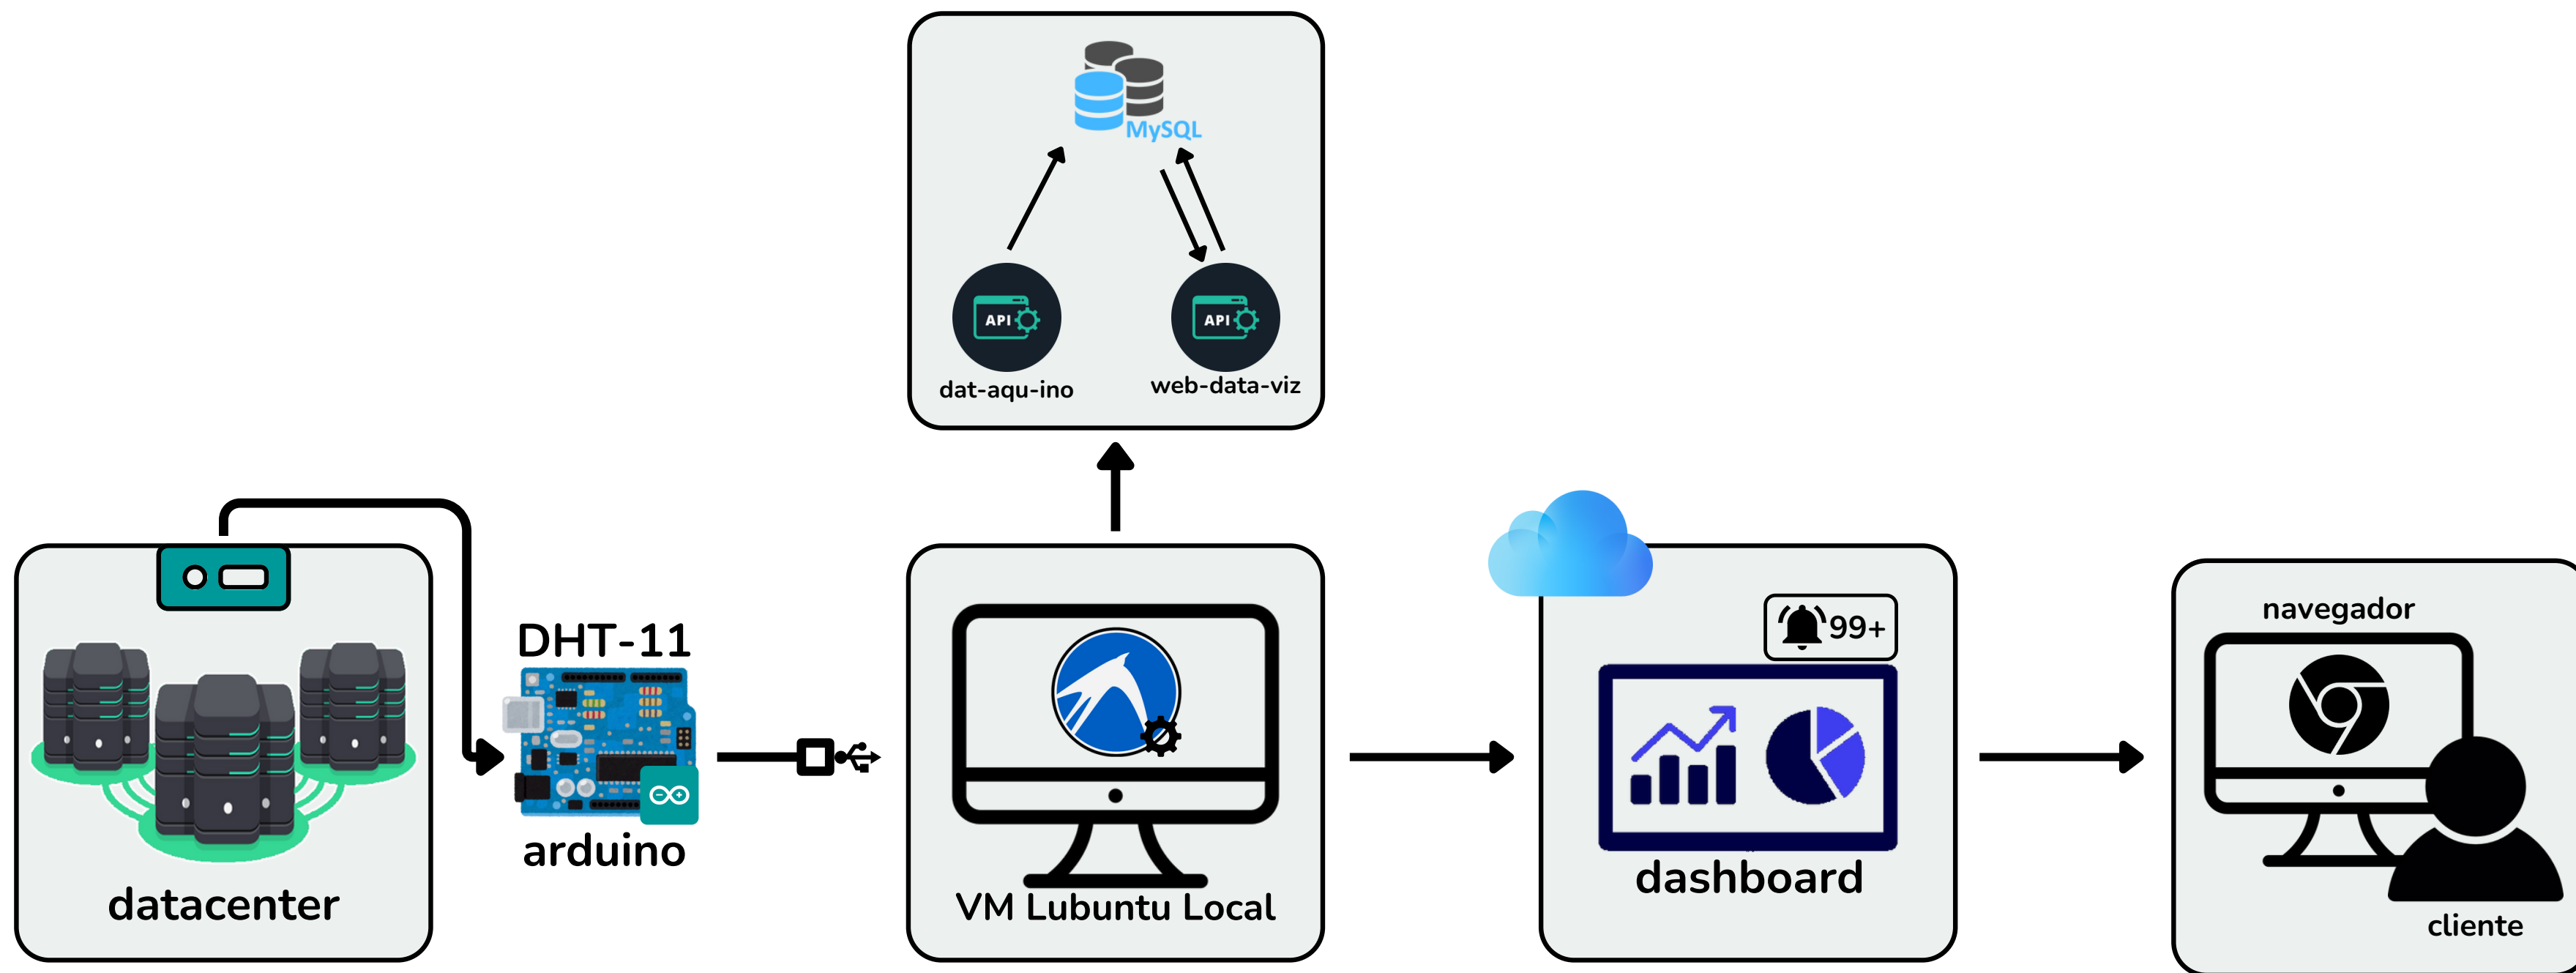 MySQL
API
API
dat-aqu-ino
web-data-viz
datacenter
DHT-11
arduino
VM Lubuntu Local
99+
dashboard
navegador
cliente